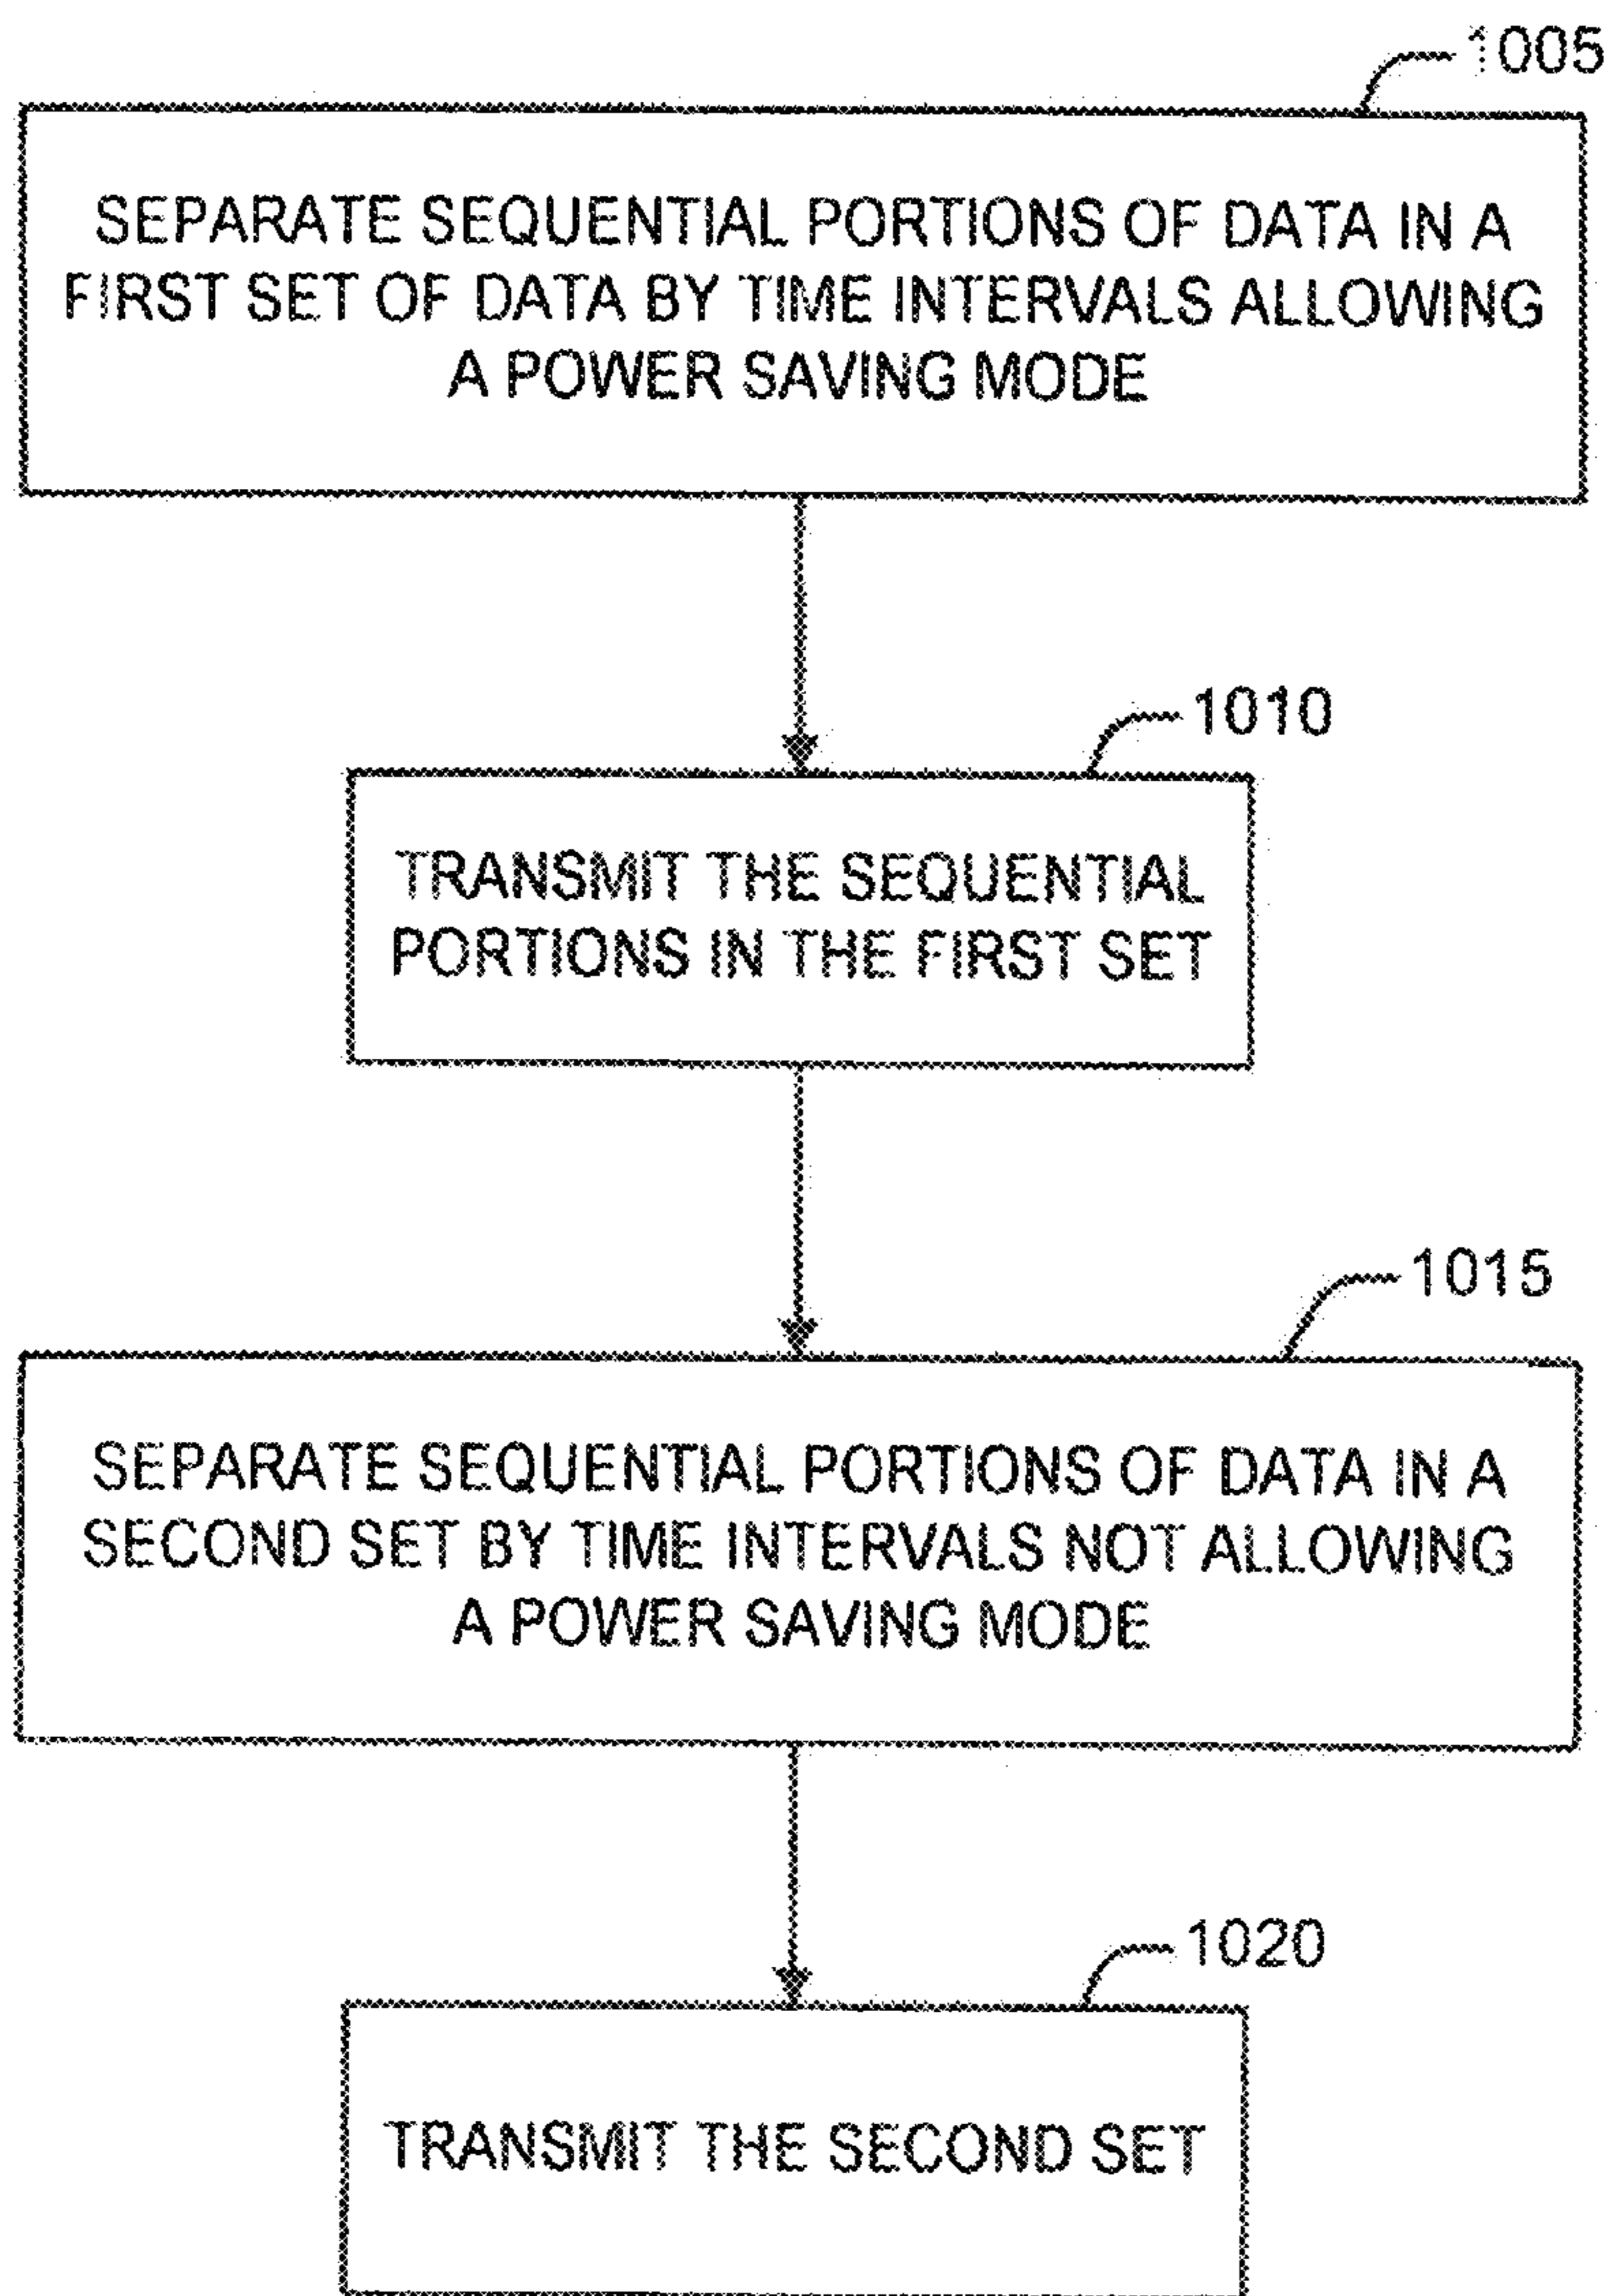 1005
SEPARATE SEQUENTIAL PORTIONS OF DATA IN A
FIRST SET OF DATA BY TIME INTERVALS ALLOWING
A POWER SAVING MODE
1010
TRANSMIT THE SEQUENTIAL
PORTIONS IN THE FIRST SET
1015
SEPARATE SEQUENTIAL PORTIONS OF DATA IN A
SECOND SET BY TIME INTERVALS NOT ALLOWING
A POWER SAVING MODE
1020
TRANSMIT THE SECOND SET